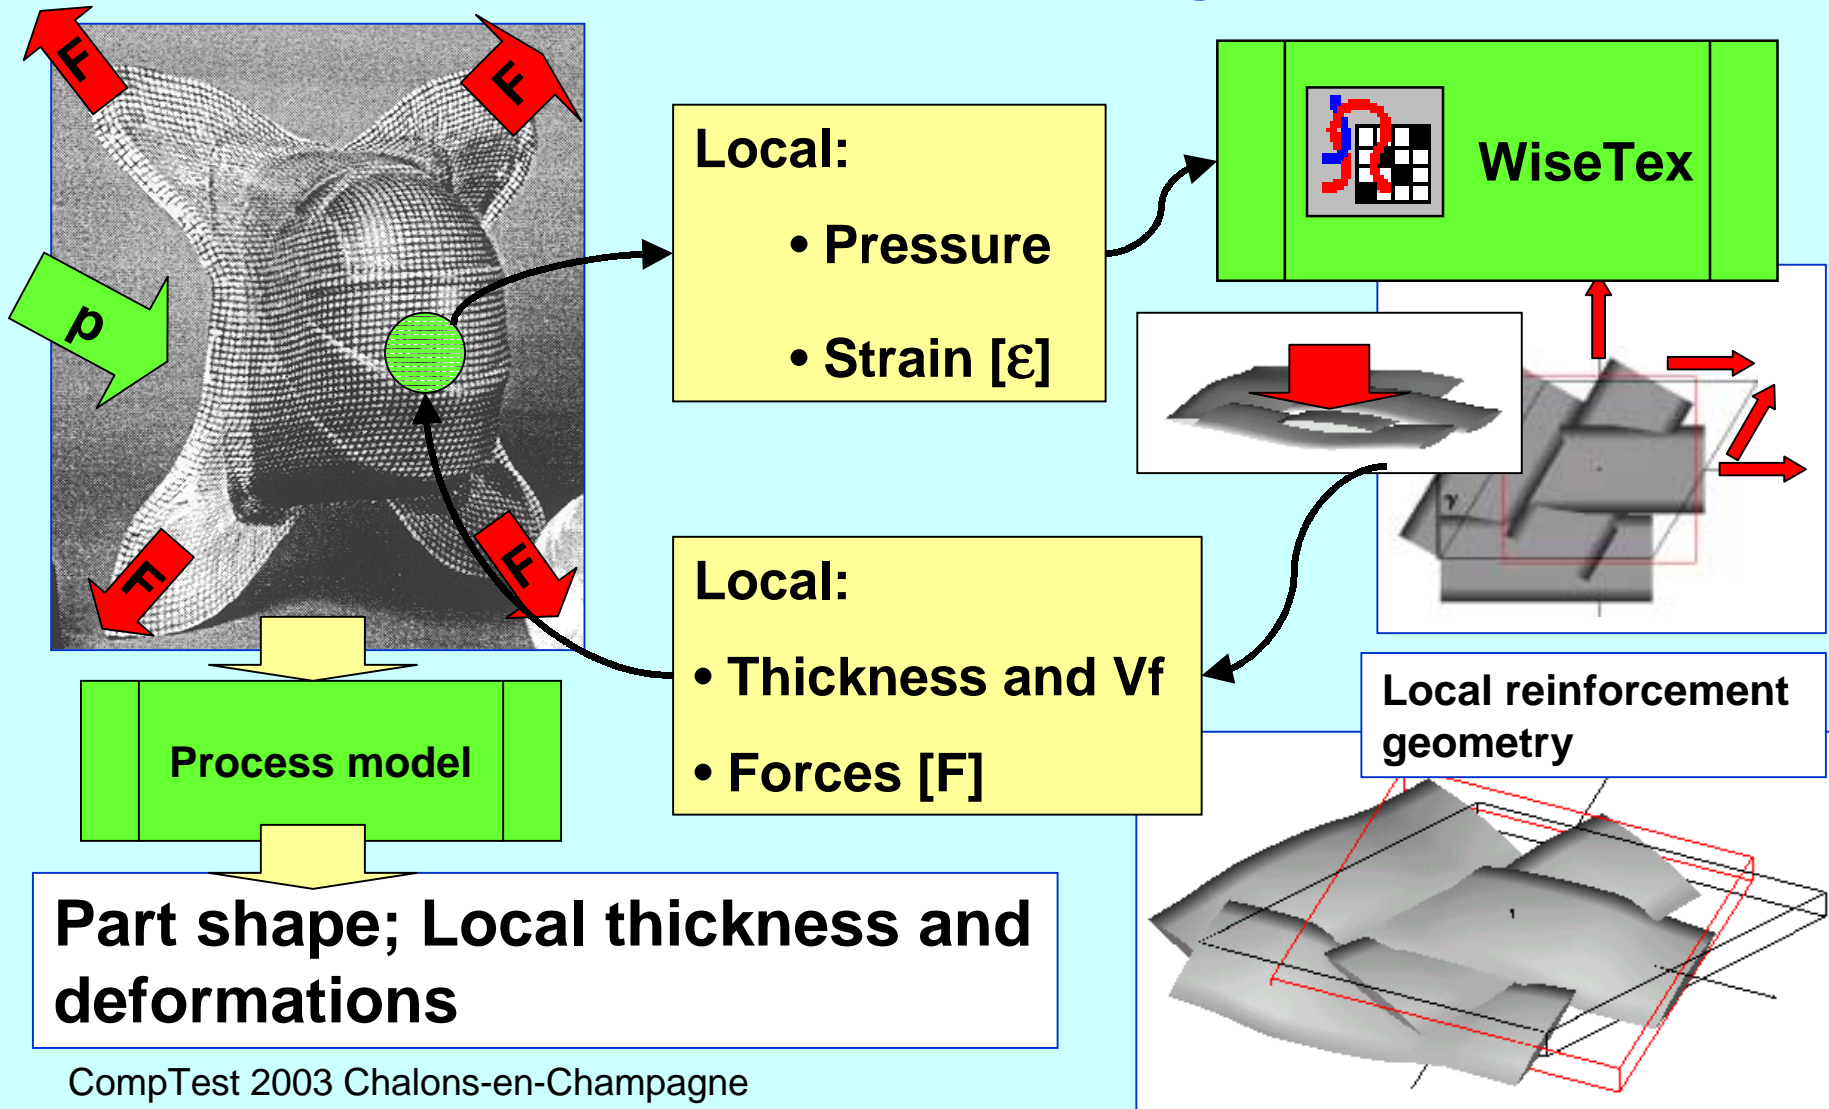 F
F
p
F
F
Local:
• Pressure
• Strain [ε]
WiseTex
γ
Local:
• Thickness and Vf
• Forces [F]
Local reinforcement
geometry
Process model
Part shape; Local thickness and
deformations
CompTest 2003 Chalons-en-Champagne